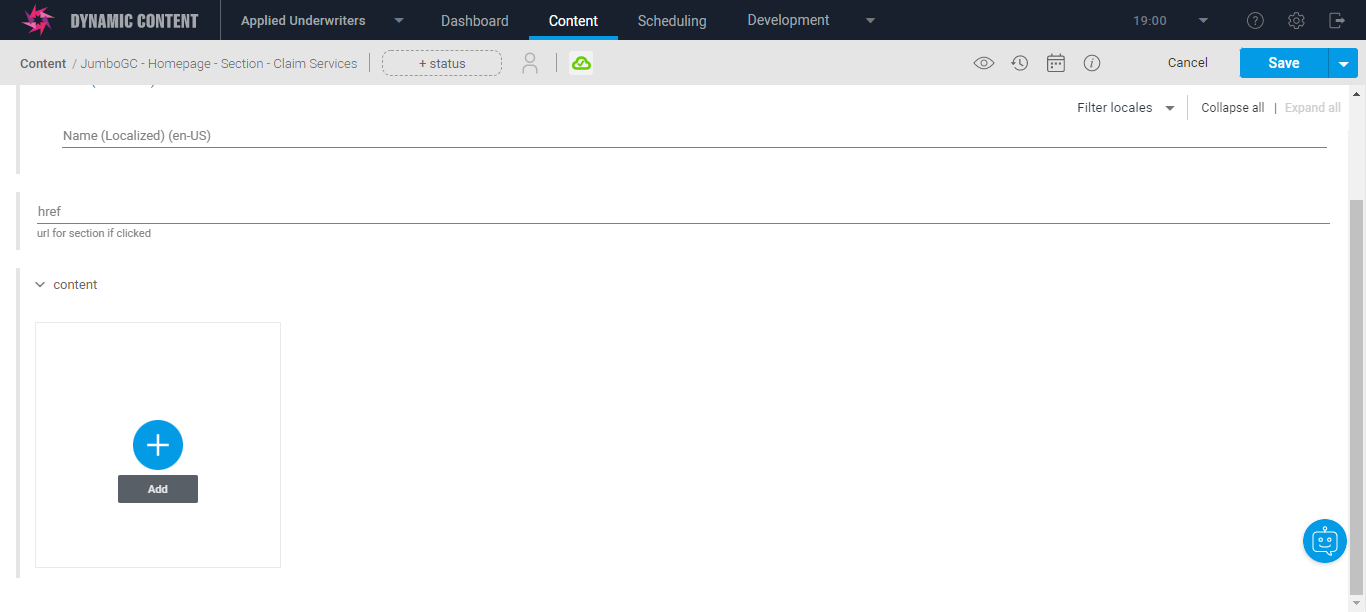 DYNAMIC CONTENT
Applied Underwriters
Dashboard
Content
Scheduling
Development
19:00
Content / JumboGC - Homepage - Section - Claim Services
+ status
Cancel
Save
Filter locales
Collapse all | Expand all
Name (Localized) (en-US)
href
url for section if clicked
content
Add